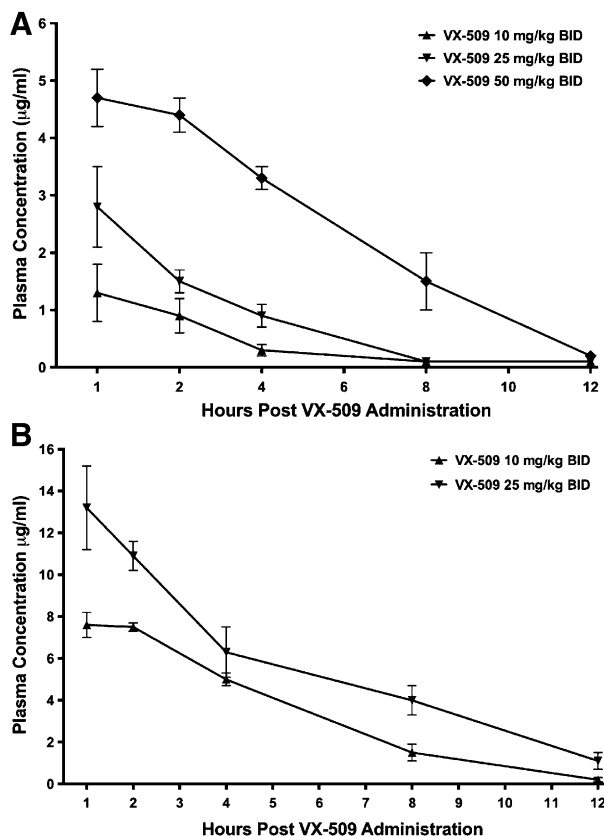 A
6
5
4
3
2
1
0
Plasma Concentration (μg/ml)
VX-509 10 mg/kg BID
VX-509 25 mg/kg BID
VX-509 50 mg/kg BID
1 2 4 6 8 10 12
Hours Post VX-509 Administration
B
16
14
12
10
8
6
4
2
0
Plasma Concentration μg/ml)
VX-509 10 mg/kg BID
VX-509 25 mg/kg BID
1 2 3 4 5 6 7 8 9 10 11 12
Hours Post VX-509 Administration